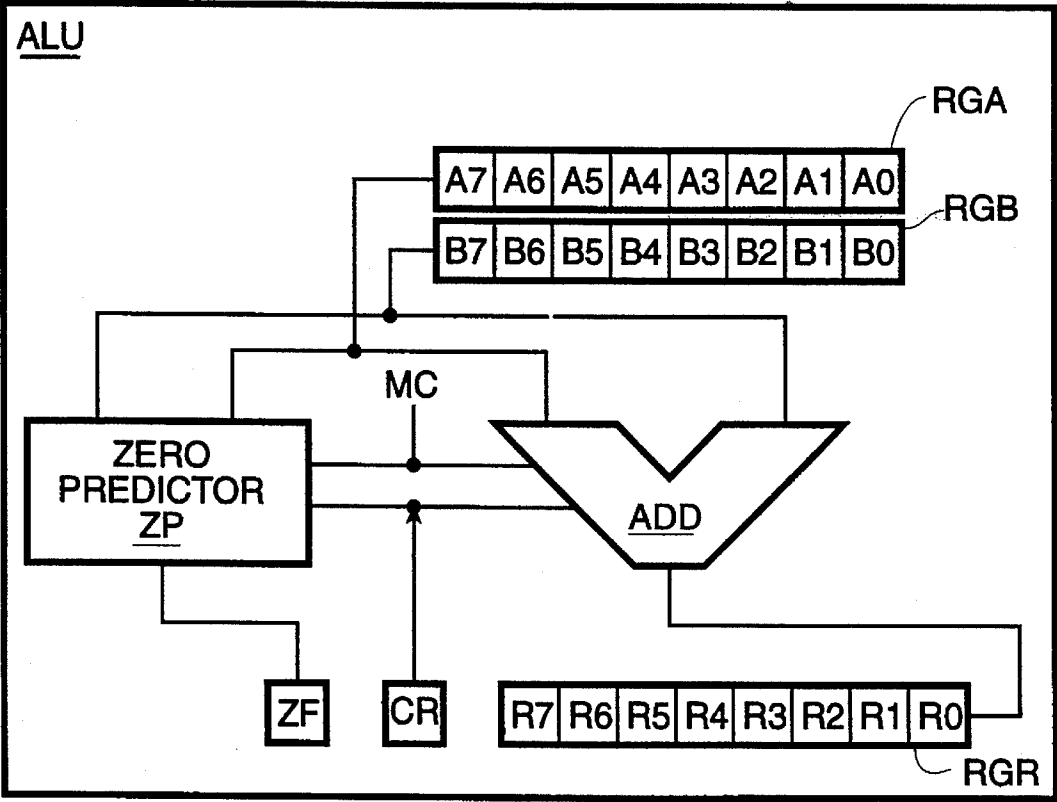 ALU
RGA
A7 A6 A5 A4 A3 A2 A1 A0
RGB
B7 B6 B5 B4 B3 B2 B1 B0
MC
ZERO
PREDICTOR
ZP
ADD
ZF
CR
R7 R6 R5 R4 R3 R2 R1 R0
RGR